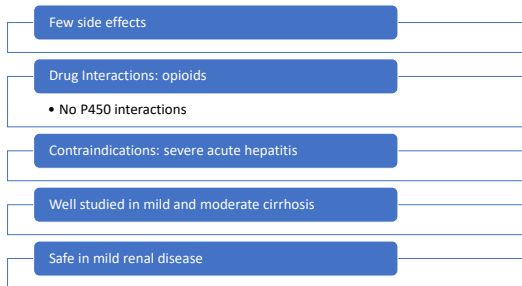 Few side effects
Drug Interactions: opioids
• No P450 interactions
Contraindications: severe acute hepatitis
Well studied in mild and moderate cirrhosis
Safe in mild renal disease